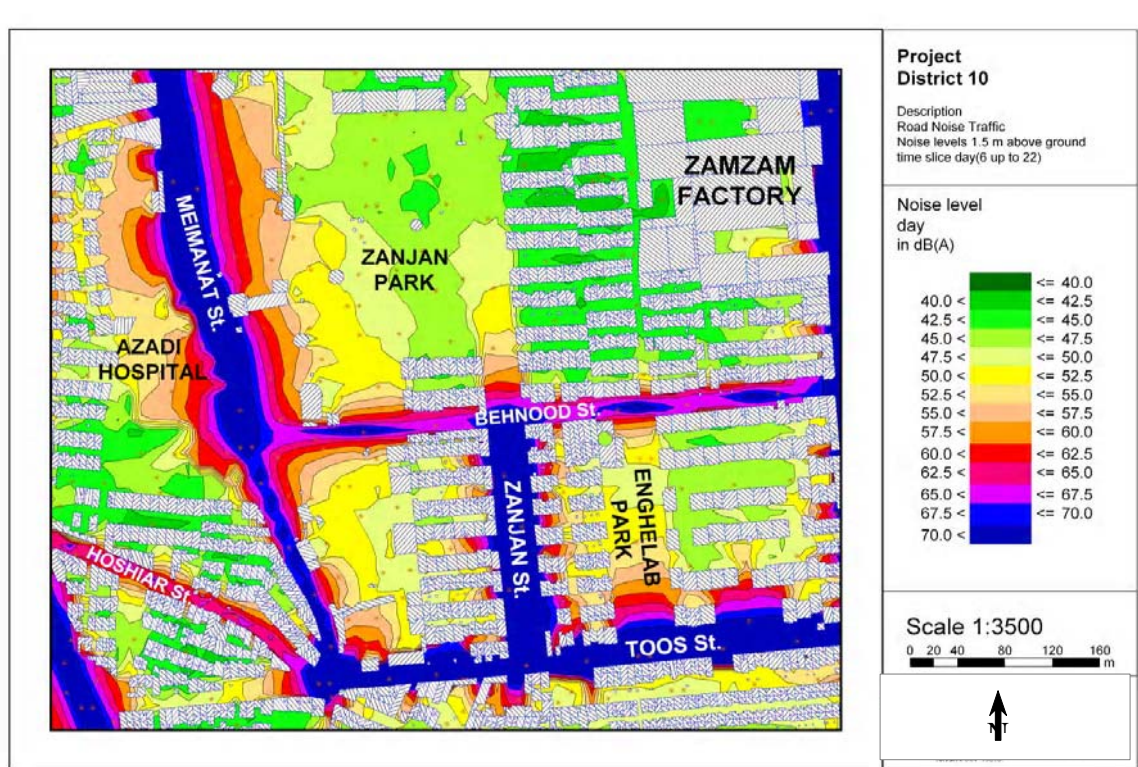 Project
District 10
Description
Road Noise Traffic
Noise levels 1.5 m above ground
time slice day(6 up to 22)
Noise level
day
in dB(A)
<= 40.0
40.0 < <= 42.5
42.5 < <= 45.0
45.0 < <= 47.5
47.5 < <= 50.0
50.0 < <= 52.5
52.5 < <= 55.0
55.0 < <= 57.5
57.5 < <= 60.0
60.0 < <= 62.5
62.5 < <= 65.0
65.0 < <= 67.5
67.5 < <= 70.0
70.0 <
Scale 1:3500
0 20 40 80 120 160
m
ZAMZAM
FACTORY
MEIMANAT St.
ZANJAN
PARK
AZADI
HOSPITAL
BEHNOOD St.
ZANJAN St.
ENGHELAB
PARK
HOSHIAR St
TOOS St.